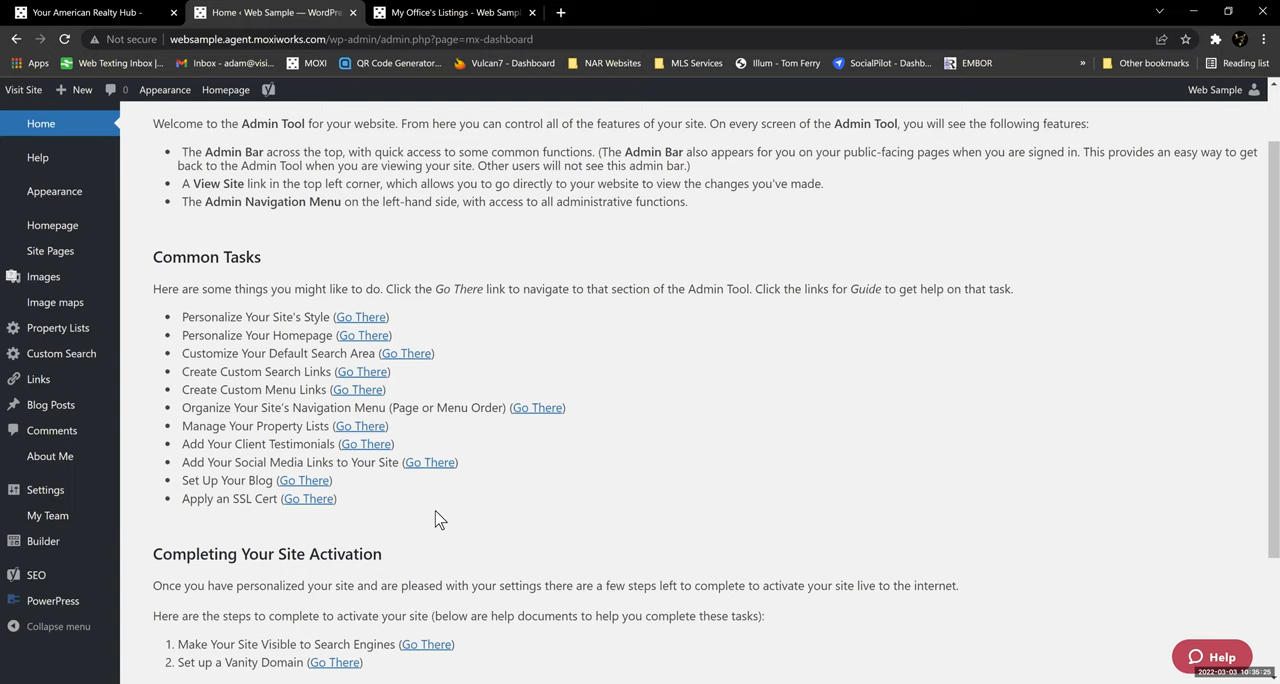 Your American Realty Hub -
Home ‹ Web Sample — WordPre
My Office's Listings - Web Samp
Not secure
websample.agent.moxiworks.com/wp-admin/admin.php?page=mx-dashboard
Apps
Web Texting Inbox |...
Inbox - adam@visi...
MOXI
QR Code Generator...
Vulcan7 - Dashboard
NAR Websites
MLS Services
Illum - Tom Ferry
SocialPilot - Dashb...
EMBOR
»
Other bookmarks
Reading list
Visit Site
New
0
Appearance
Homepage
Web Sample
Home
Help
Appearance
Homepage
Site Pages
Images
Image maps
Property Lists
Custom Search
Links
Blog Posts
Comments
About Me
Settings
My Team
Builder
SEO
PowerPress
Collapse menu
Welcome to the Admin Tool for your website. From here you can control all of the features of your site. On every screen of the Admin Tool, you will see the following features:
• The Admin Bar across the top, with quick access to some common functions. (The Admin Bar also appears for you on your public-facing pages when you are signed in. This provides an easy way to get
back to the Admin Tool when you are viewing your site. Other users will not see this admin bar.)
• A View Site link in the top left corner, which allows you to go directly to your website to view the changes you've made.
• The Admin Navigation Menu on the left-hand side, with access to all administrative functions.
Common Tasks
Here are some things you might like to do. Click the Go There link to navigate to that section of the Admin Tool. Click the links for Guide to get help on that task.
• Personalize Your Site's Style (Go There)
• Personalize Your Homepage (Go There)
• Customize Your Default Search Area (Go There)
• Create Custom Search Links (Go There)
• Create Custom Menu Links (Go There)
• Organize Your Site's Navigation Menu (Page or Menu Order) (Go There)
• Manage Your Property Lists (Go There)
• Add Your Client Testimonials (Go There)
• Add Your Social Media Links to Your Site (Go There)
• Set Up Your Blog (Go There)
• Apply an SSL Cert (Go There)
Completing Your Site Activation
Once you have personalized your site and are pleased with your settings there are a few steps left to complete to activate your site live to the internet.
Here are the steps to complete to activate your site (below are help documents to help you complete these tasks):
1. Make Your Site Visible to Search Engines (Go There)
2. Set up a Vanity Domain (Go There)
Help
2022-03-03 10:35:25